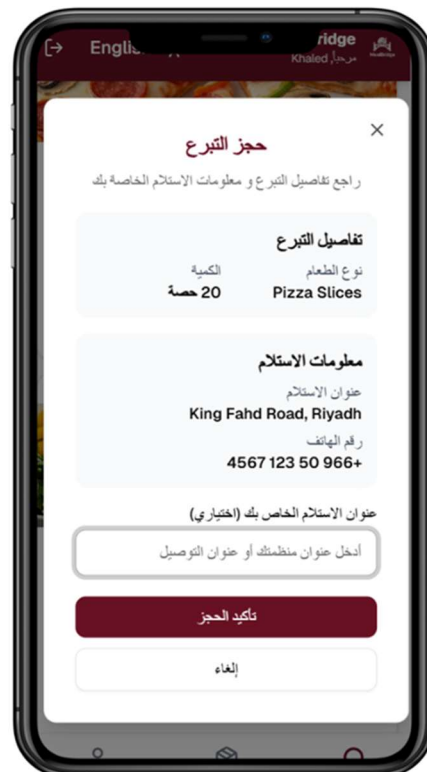 Englis
ridge
مرحباً, Khaled
حجز التبرع
راجع تفاصيل التبرع و معلومات الاستلام الخاصة بك
تفاصيل التبرع
نوع الطعام
الكمية
Pizza Slices
20 حصة
معلومات الاستلام
عنوان الاستلام
King Fahd Road, Riyadh
رقم الهاتف
4567 123 50 966+
عنوان الاستلام الخاص بك (اختياري)
أدخل عنوان منظمتك أو عنوان التوصيل
تأكيد الحجز
إلغاء